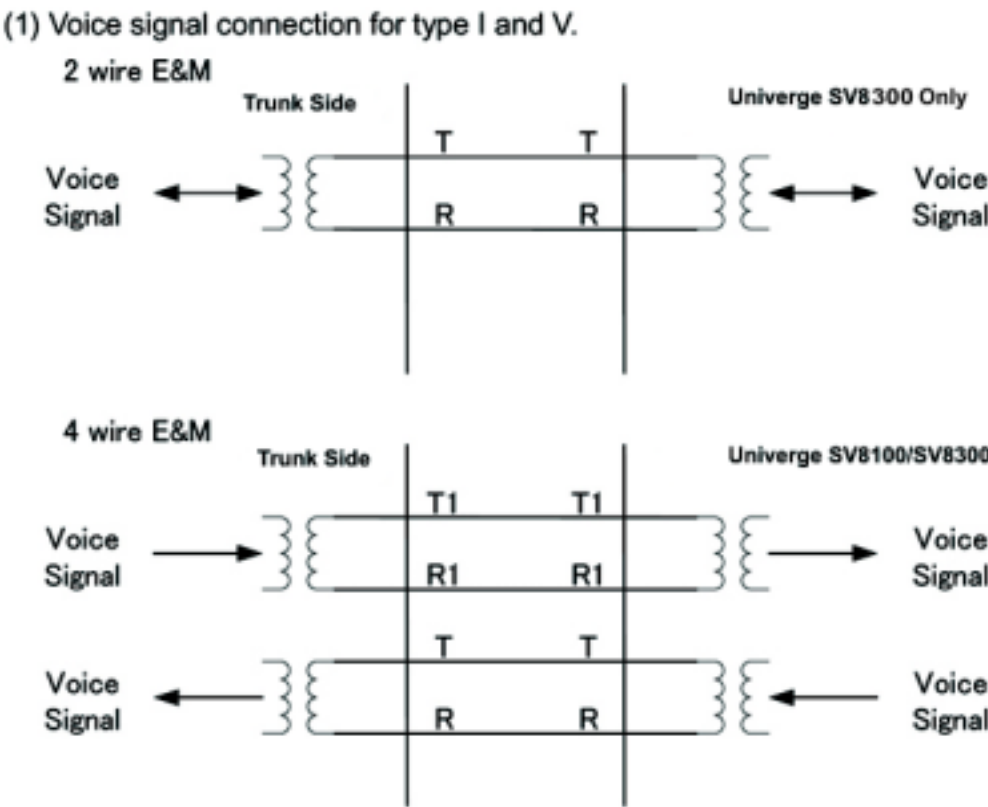 (1) Voice signal connection for type I and V.
2 wire E&M
Trunk Side
Univerge SV8300 Only
T T
Voice Signal
Voice Signal
R R
4 wire E&M
Trunk Side
Univerge SV8100/SV8300
T1 T1
Voice Signal
Voice Signal
R1 R1
T T
Voice Signal
Voice Signal
R R